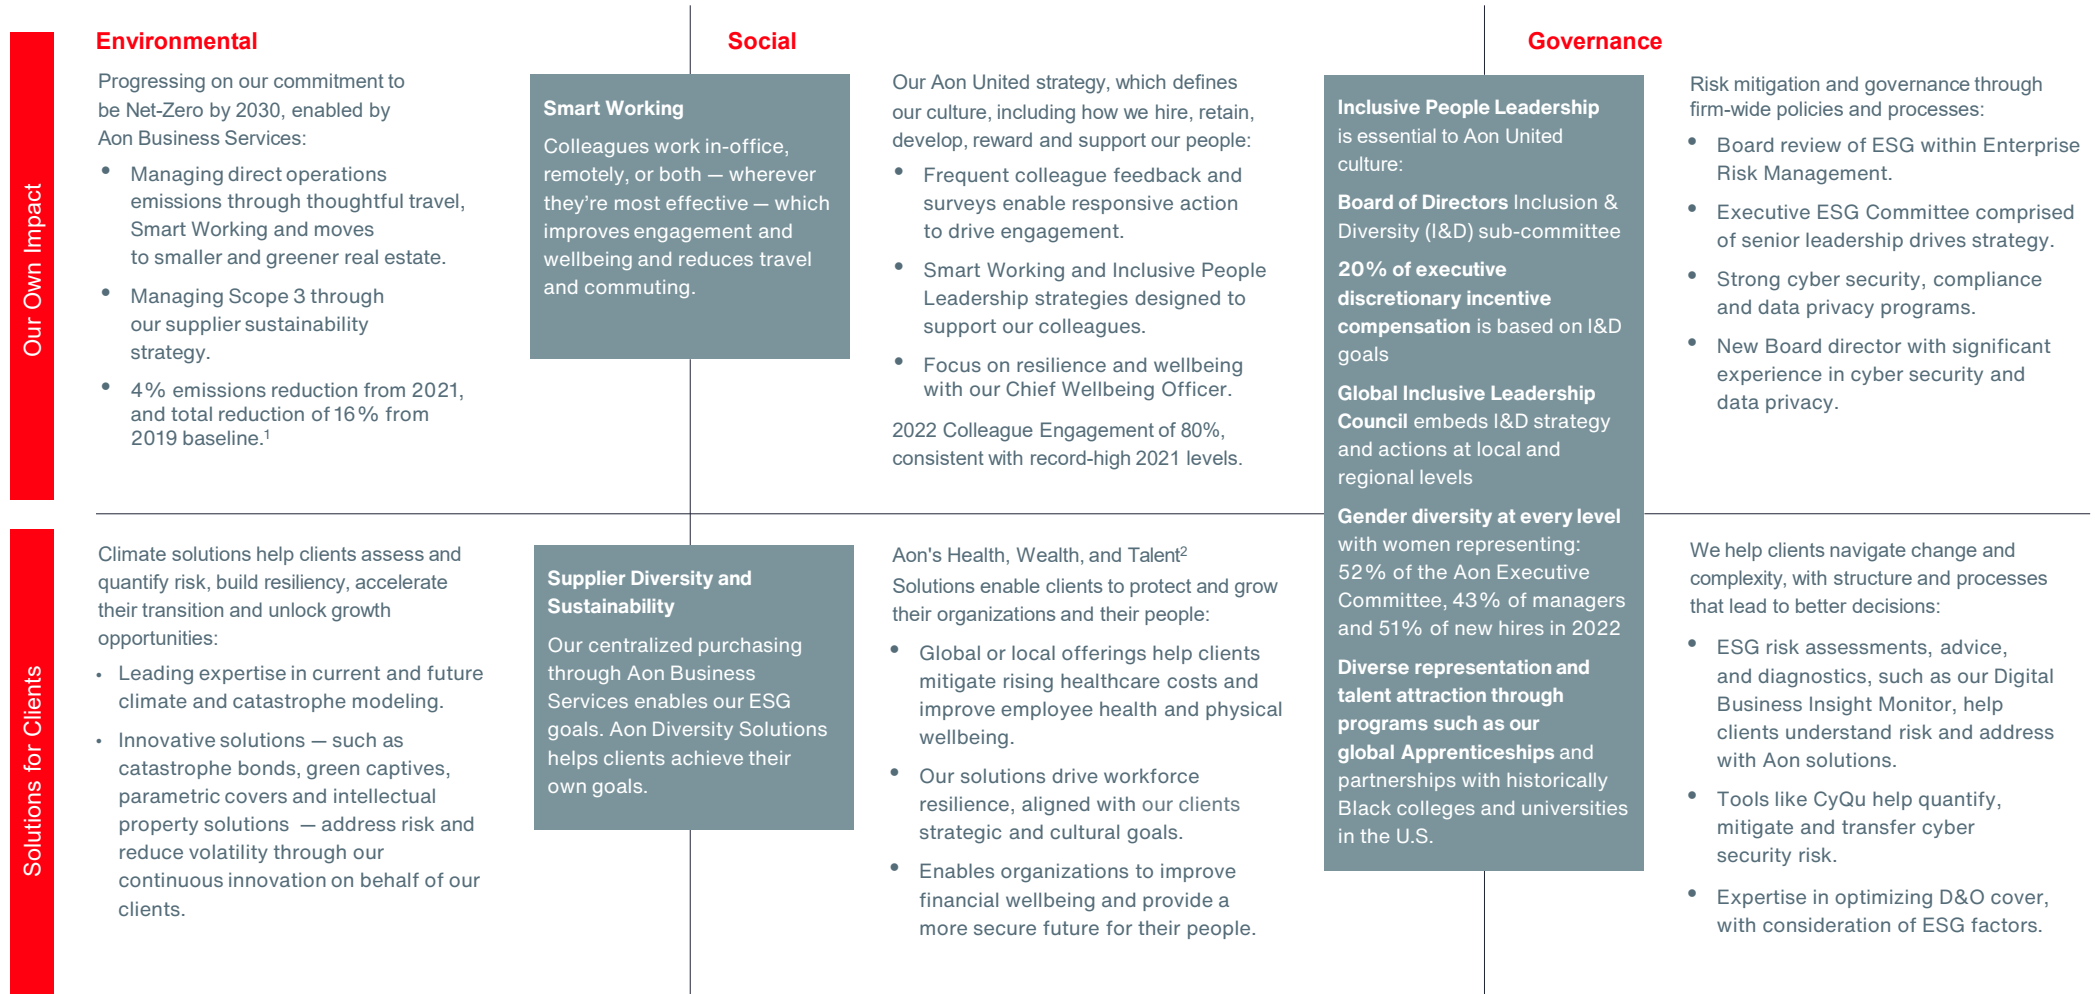 Environmental
Social
Governance
Our Own Impact
Progressing on our commitment to
be Net-Zero by 2030, enabled by
Aon Business Services:
• Managing direct operations
emissions through thoughtful travel,
Smart Working and moves
to smaller and greener real estate.
• Managing Scope 3 through
our supplier sustainability
strategy.
• 4% emissions reduction from 2021,
and total reduction of 16% from
2019 baseline.¹
Smart Working
Colleagues work in-office,
remotely, or both — wherever
they're most effective — which
improves engagement and
wellbeing and reduces travel
and commuting.
Our Aon United strategy, which defines
our culture, including how we hire, retain,
develop, reward and support our people:
• Frequent colleague feedback and
surveys enable responsive action
to drive engagement.
• Smart Working and Inclusive People
Leadership strategies designed to
support our colleagues.
• Focus on resilience and wellbeing
with our Chief Wellbeing Officer.
2022 Colleague Engagement of 80%,
consistent with record-high 2021 levels.
Inclusive People Leadership
is essential to Aon United
culture:
Board of Directors Inclusion &
Diversity (I&D) sub-committee
20% of executive
discretionary incentive
compensation is based on I&D
goals
Global Inclusive Leadership
Council embeds I&D strategy
and actions at local and
regional levels
Gender diversity at every level
with women representing:
52% of the Aon Executive
Committee, 43% of managers
and 51% of new hires in 2022
Diverse representation and
talent attraction through
programs such as our
global Apprenticeships and
partnerships with historically
Black colleges and universities
in the U.S.
Risk mitigation and governance through
firm-wide policies and processes:
• Board review of ESG within Enterprise
Risk Management.
• Executive ESG Committee comprised
of senior leadership drives strategy.
• Strong cyber security, compliance
and data privacy programs.
• New Board director with significant
experience in cyber security and
data privacy.
Solutions for Clients
Climate solutions help clients assess and
quantify risk, build resiliency, accelerate
their transition and unlock growth
opportunities:
• Leading expertise in current and future
climate and catastrophe modeling.
• Innovative solutions — such as
catastrophe bonds, green captives,
parametric covers and intellectual
property solutions — address risk and
reduce volatility through our
continuous innovation on behalf of our
clients.
Supplier Diversity and
Sustainability
Our centralized purchasing
through Aon Business
Services enables our ESG
goals. Aon Diversity Solutions
helps clients achieve their
own goals.
Aon's Health, Wealth, and Talent²
Solutions enable clients to protect and grow
their organizations and their people:
• Global or local offerings help clients
mitigate rising healthcare costs and
improve employee health and physical
wellbeing.
• Our solutions drive workforce
resilience, aligned with our clients
strategic and cultural goals.
• Enables organizations to improve
financial wellbeing and provide a
more secure future for their people.
We help clients navigate change and
complexity, with structure and processes
that lead to better decisions:
• ESG risk assessments, advice,
and diagnostics, such as our Digital
Business Insight Monitor, help
clients understand risk and address
with Aon solutions.
• Tools like CyQu help quantify,
mitigate and transfer cyber
security risk.
• Expertise in optimizing D&O cover,
with consideration of ESG factors.